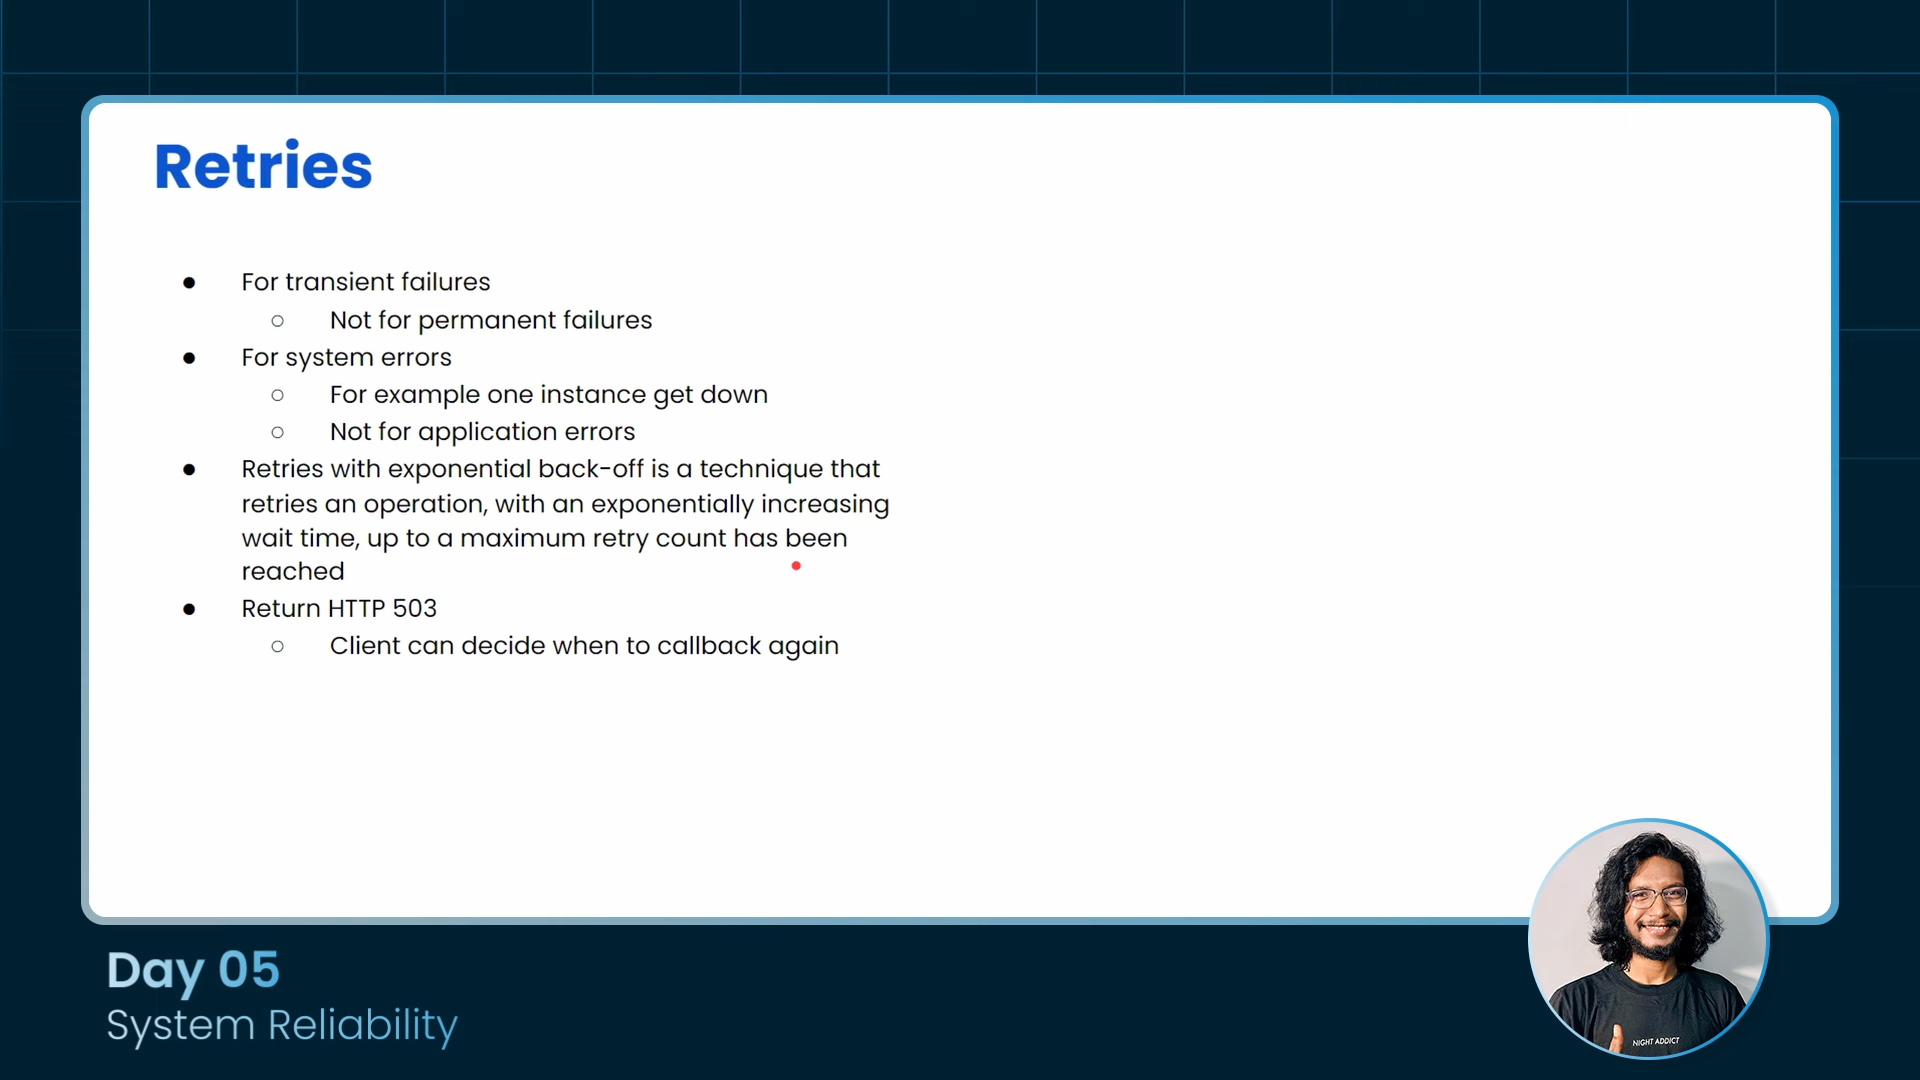 Retries
● For transient failures
○ Not for permanent failures
● For system errors
○ For example one instance get down
○ Not for application errors
● Retries with exponential back-off is a technique that
retries an operation, with an exponentially increasing
wait time, up to a maximum retry count has been
reached
● Return HTTP 503
○ Client can decide when to callback again
Day 05
System Reliability
NIGHT ADDICT